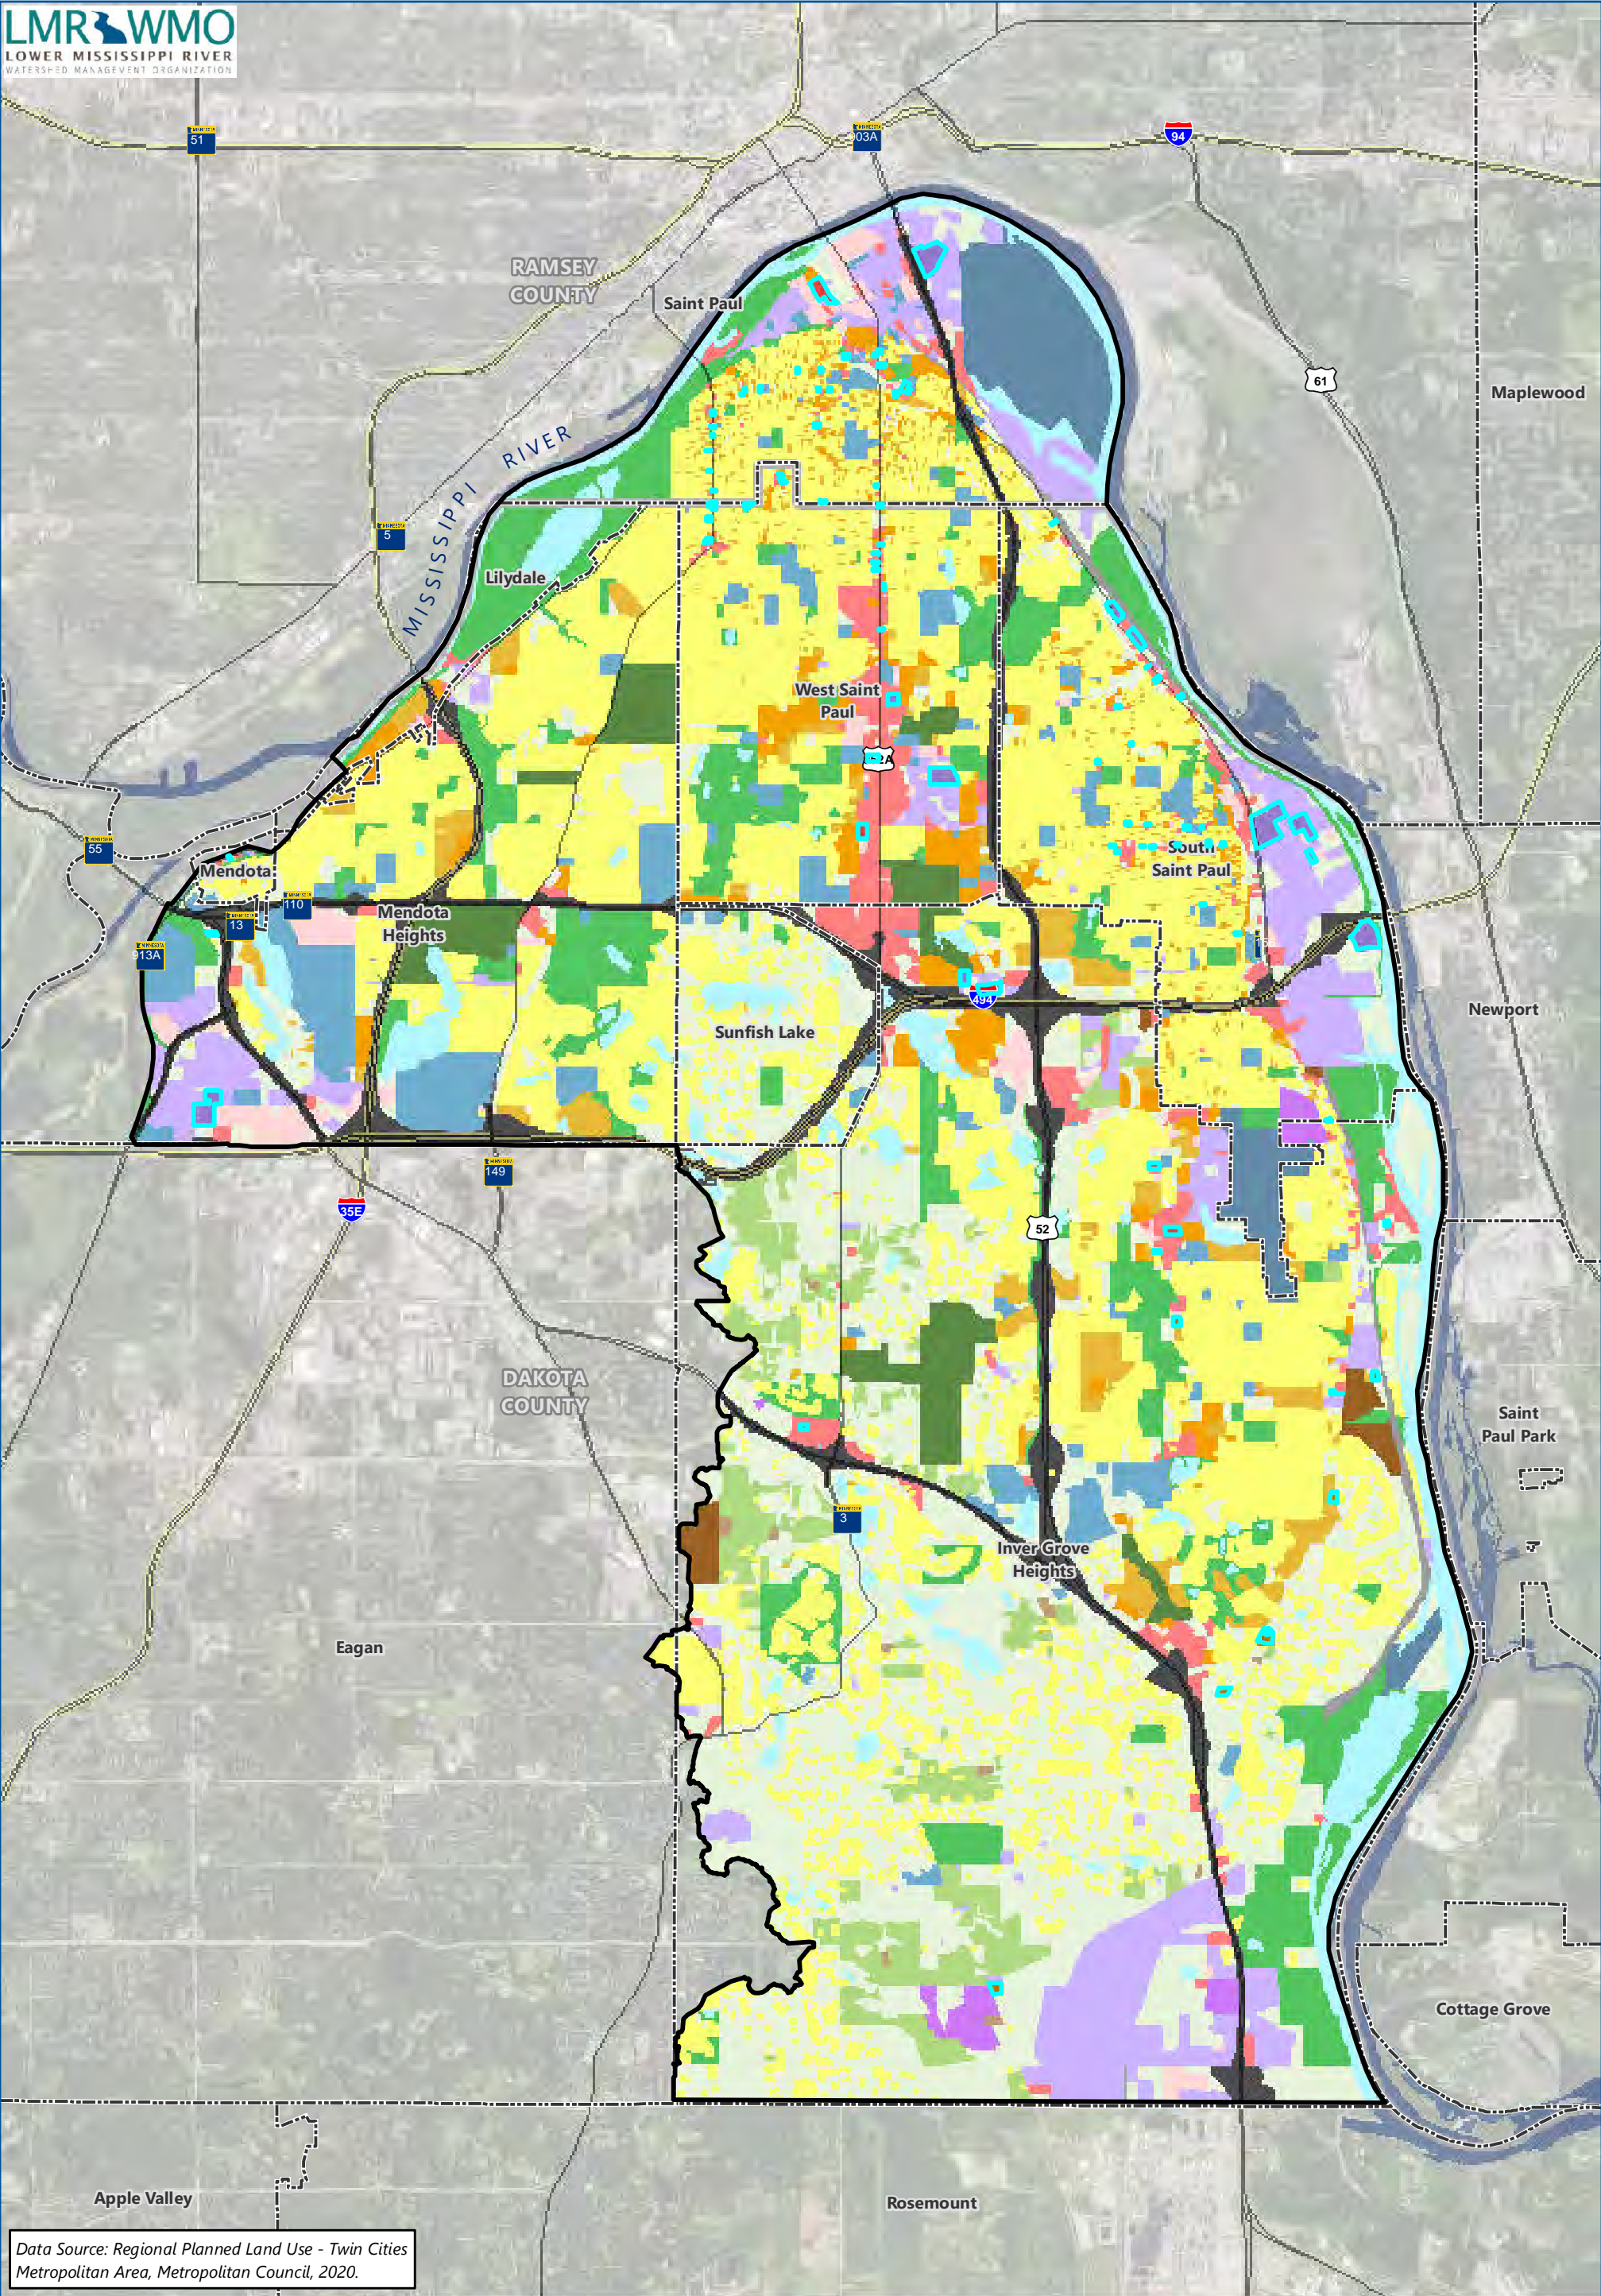 LMR WMO
LOWER MISSISSIPPI RIVER
WATERSHED MANAGEMENT ORGANIZATION
51
903A
94
RAMSEY
COUNTY
Saint Paul
61
Maplewood
MISSISSIPPI RIVER
5
Lilydale
West Saint
Paul
55
Mendota
South
Saint Paul
110
Mendota
Heights
13
913A
494
Newport
Sunfish Lake
149
35E
52
DAKOTA
COUNTY
Saint
Paul Park
3
Inver Grove
Heights
Eagan
Cottage Grove
Apple Valley
Rosemount
Data Source: Regional Planned Land Use - Twin Cities
Metropolitan Area, Metropolitan Council, 2020.